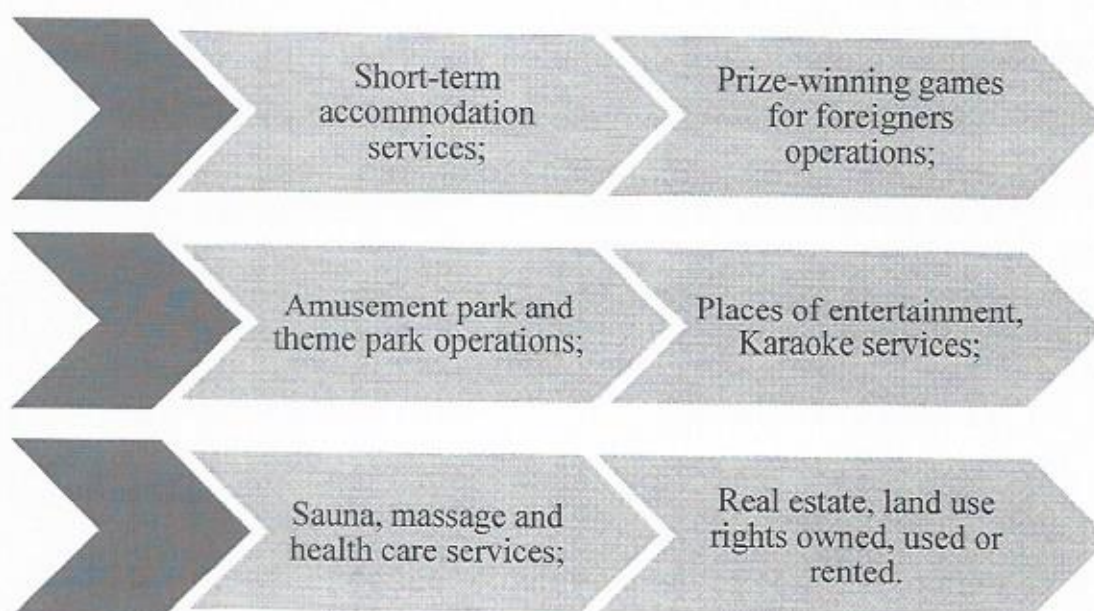 Short-term
accommodation
services;
Prize-winning games
for foreigners
operations;
Amusement park and
theme park operations;
Places of entertainment,
Karaoke services;
Sauna, massage and
health care services;
Real estate, land use
rights owned, used or
rented.